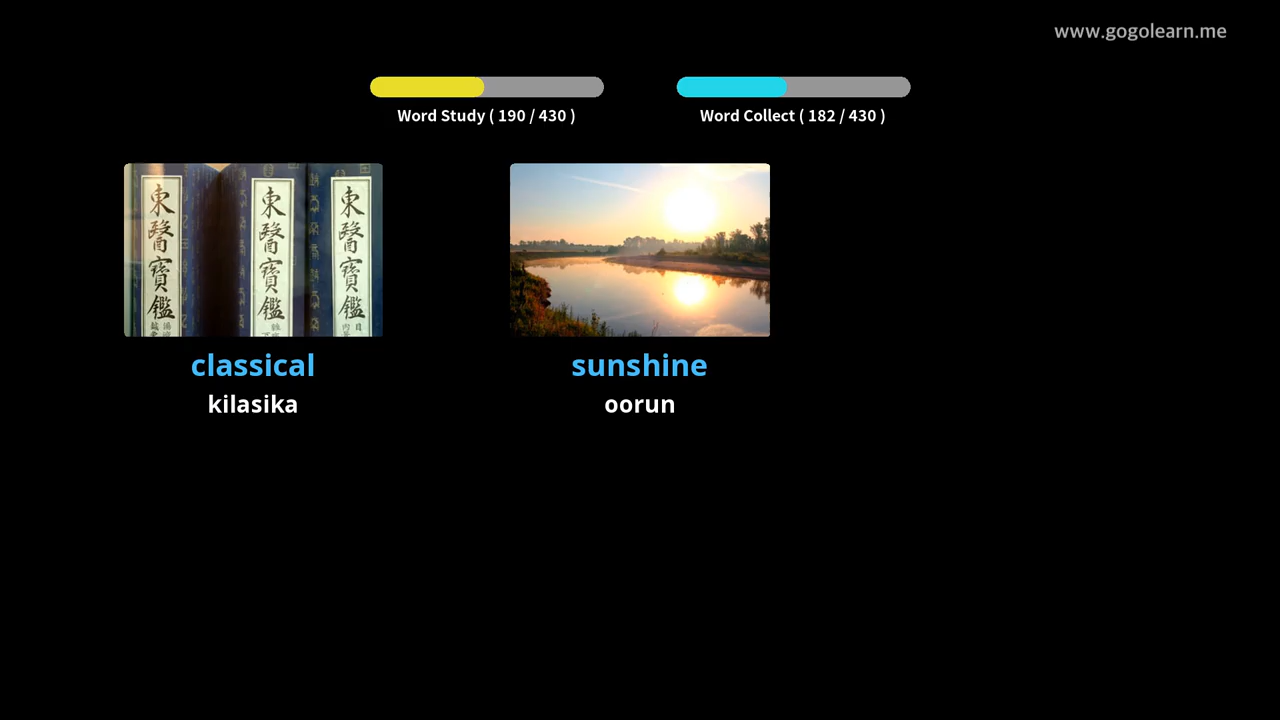 www.gogolearn.me
Word Study ( 190 / 430 )
Word Collect ( 182 / 430 )
東醫寶鑑
東醫寶鑑
東醫寶鑑
classical
sunshine
kilasika
oorun